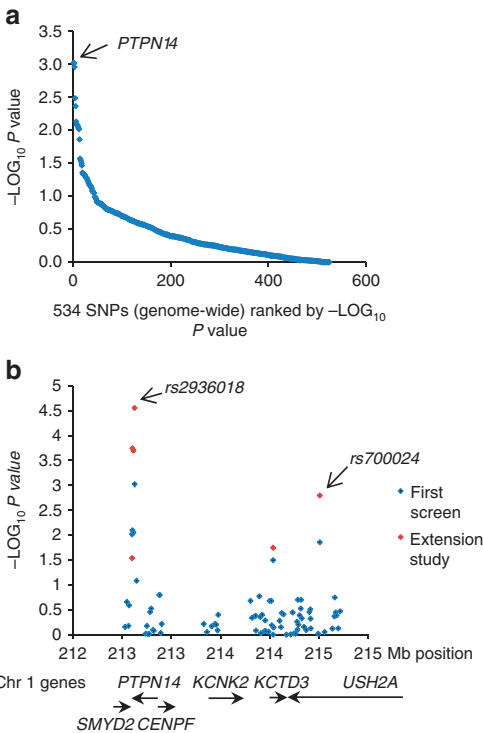 a
3.5
3.0
2.5
2.0
1.5
1.0
0.5
0.0
–LOG10 P value
PTPN14
0 200 400 600
534 SNPs (genome-wide) ranked by –LOG10
P value
b
5
4.5
4
3.5
3
2.5
2
1.5
1
0.5
0
–LOG10 P value
rs2936018
rs700024
First
screen
Extension
study
212 213 213 214 214 215 215 Mb position
Chr 1 genes PTPN14 KCNK2 KCTD3 USH2A
SMYD2 CENPF